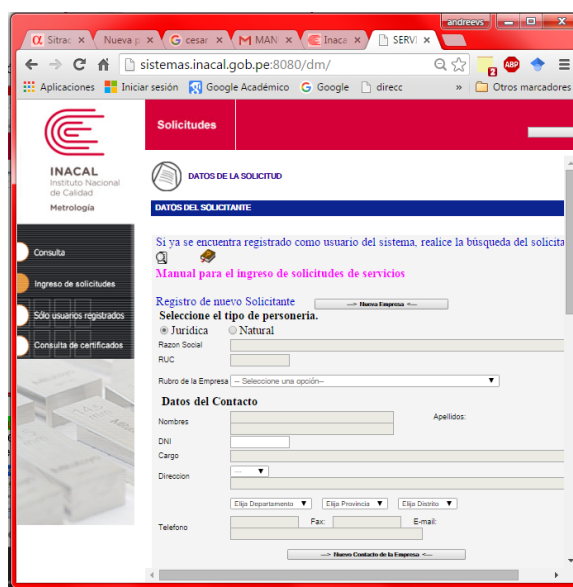 andreevs
Sitrac
Nueva p
cesar
MAN
Inaca
SERVI
sistemas.inacal.gob.pe:8080/dm/
2
ABP
Aplicaciones
Iniciar sesión
Google Académico
Google
direcc
»
Otros marcadores
INACAL
Instituto Nacional
de Calidad
Metrología
Consulta
Ingreso de solicitudes
Sólo usuarios registrados
Consulta de certificados
Solicitudes
DATOS DE LA SOLICITUD
DATOS DEL SOLICITANTE
Si ya se encuentra registrado como usuario del sistema, realice la búsqueda del solicita
Manual para el ingreso de solicitudes de servicios
Registro de nuevo Solicitante
---> Nueva Empresa <---
Seleccione el tipo de personeria.
Jurídica
Natural
Razon Social
RUC
Rubro de la Empresa
-- Seleccione una opción--
Datos del Contacto
Nombres
Apellidos:
DNI
Cargo
Direccion
---
Elija Departamento
Elija Provincia
Elija Distrito
Telefono
Fax:
E-mail:
---> Nuevo Contacto de la Empresa <---